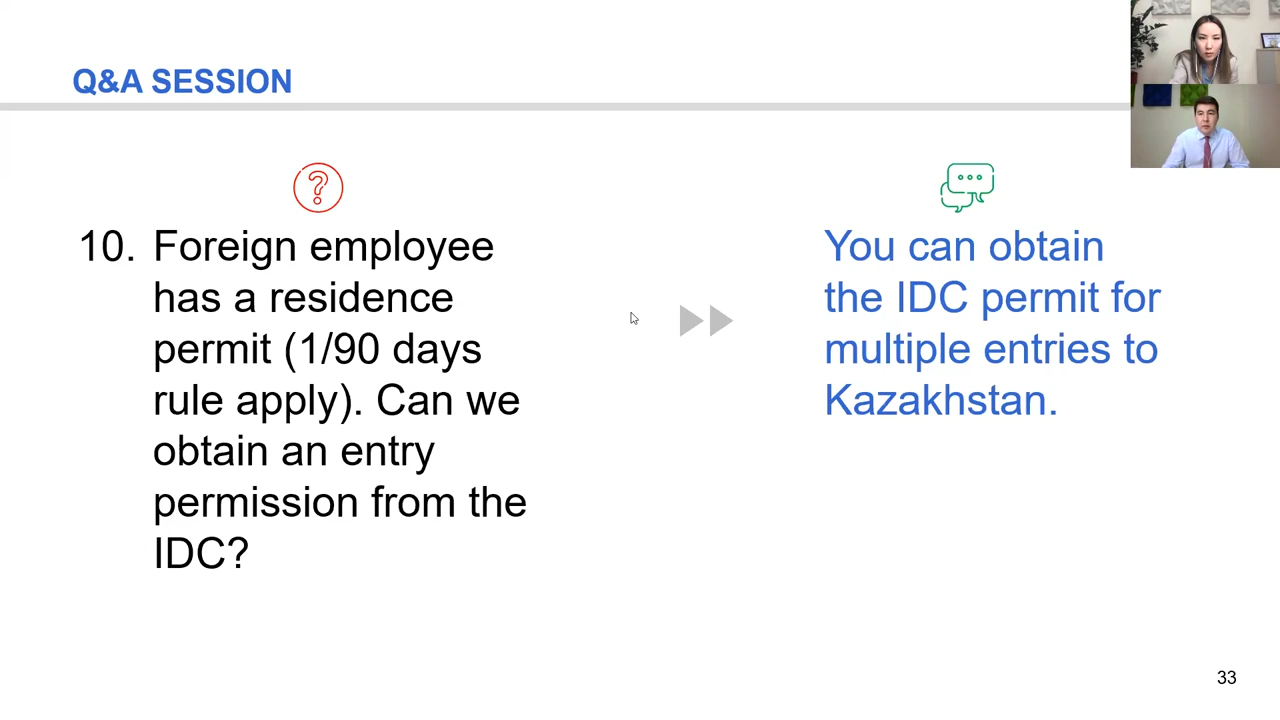 Q&A SESSION
10. Foreign employee
has a residence
permit (1/90 days
rule apply). Can we
obtain an entry
permission from the
IDC?
You can obtain
the IDC permit for
multiple entries to
Kazakhstan.
33